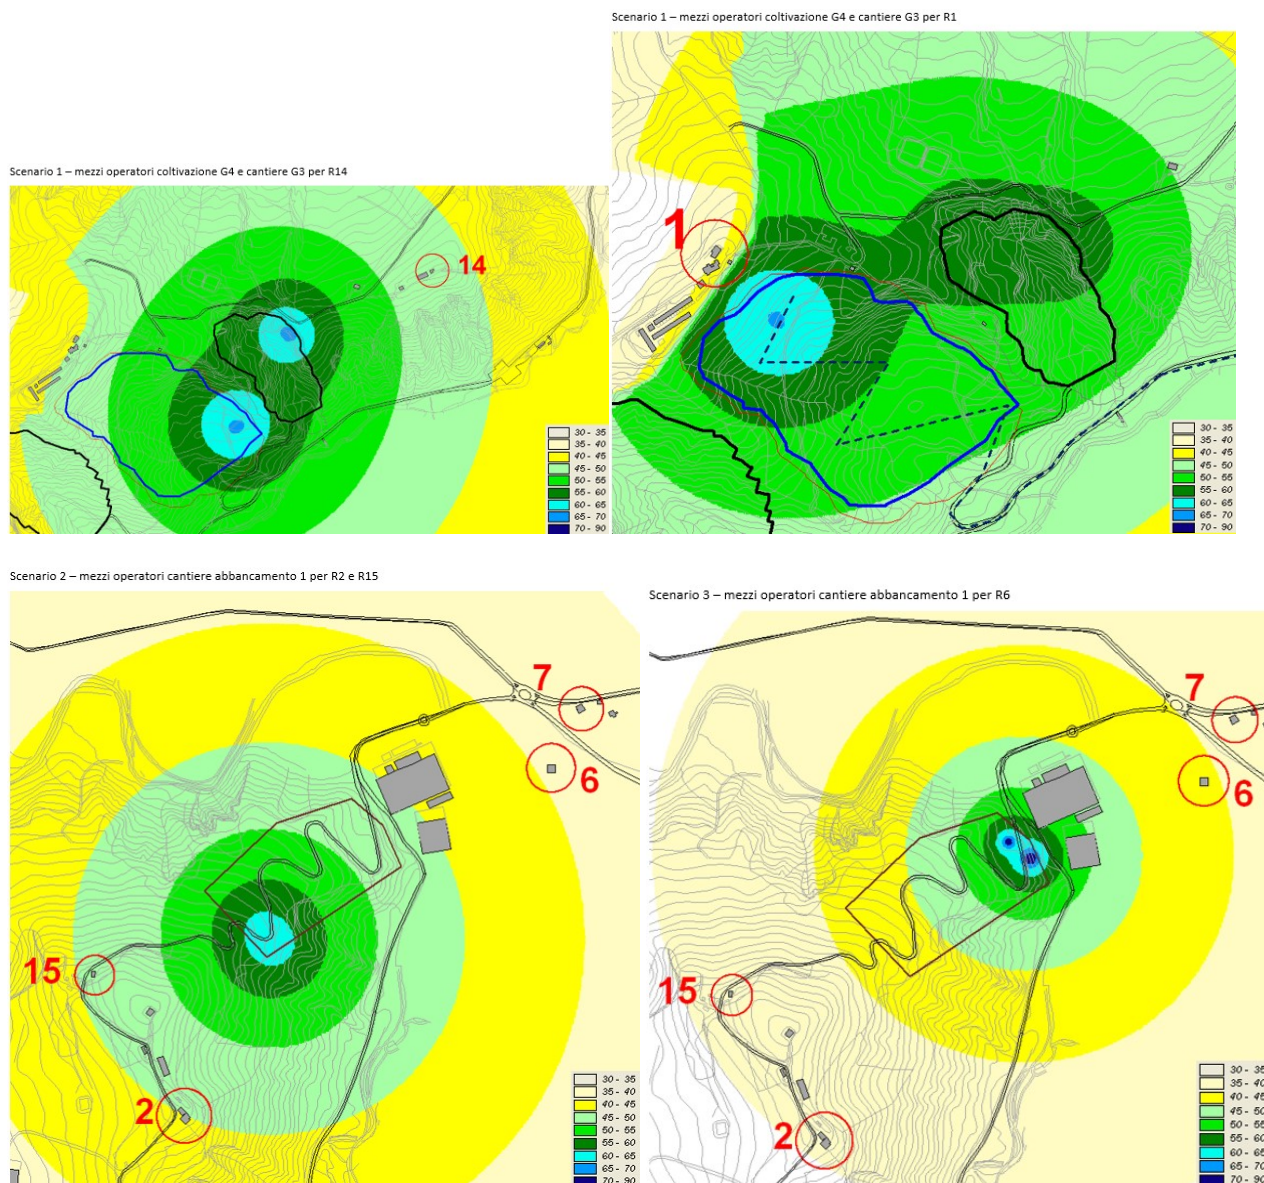 Scenario 1 – mezzi operatori coltivazione G4 e cantiere G3 per R1
1
30 - 35
35 - 40
40 - 45
45 - 50
50 - 55
55 - 60
60 - 65
65 - 70
70 - 90
Scenario 1 – mezzi operatori coltivazione G4 e cantiere G3 per R14
14
30 - 35
35 - 40
40 - 45
45 - 50
50 - 55
55 - 60
60 - 65
65 - 70
70 - 90
Scenario 2 – mezzi operatori cantiere abbancamento 1 per R2 e R15
7
6
15
2
30 - 35
35 - 40
40 - 45
45 - 50
50 - 55
55 - 60
60 - 65
65 - 70
70 - 90
Scenario 3 – mezzi operatori cantiere abbancamento 1 per R6
7
6
15
2
30 - 35
35 - 40
40 - 45
45 - 50
50 - 55
55 - 60
60 - 65
65 - 70
70 - 90